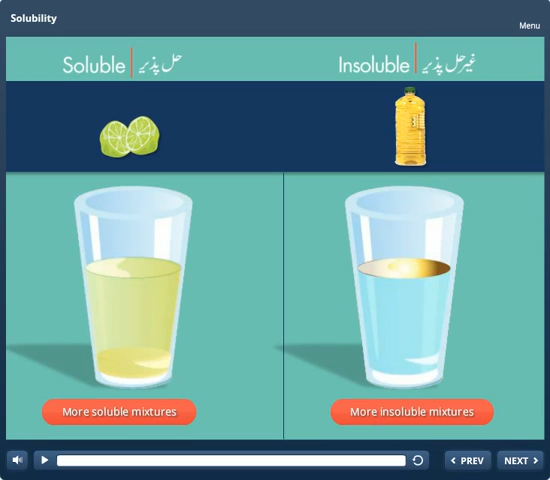 Solubility
Menu
Soluble | حل پذیر
Insoluble | غیر حل پذیر
More soluble mixtures
More insoluble mixtures
PREV
NEXT